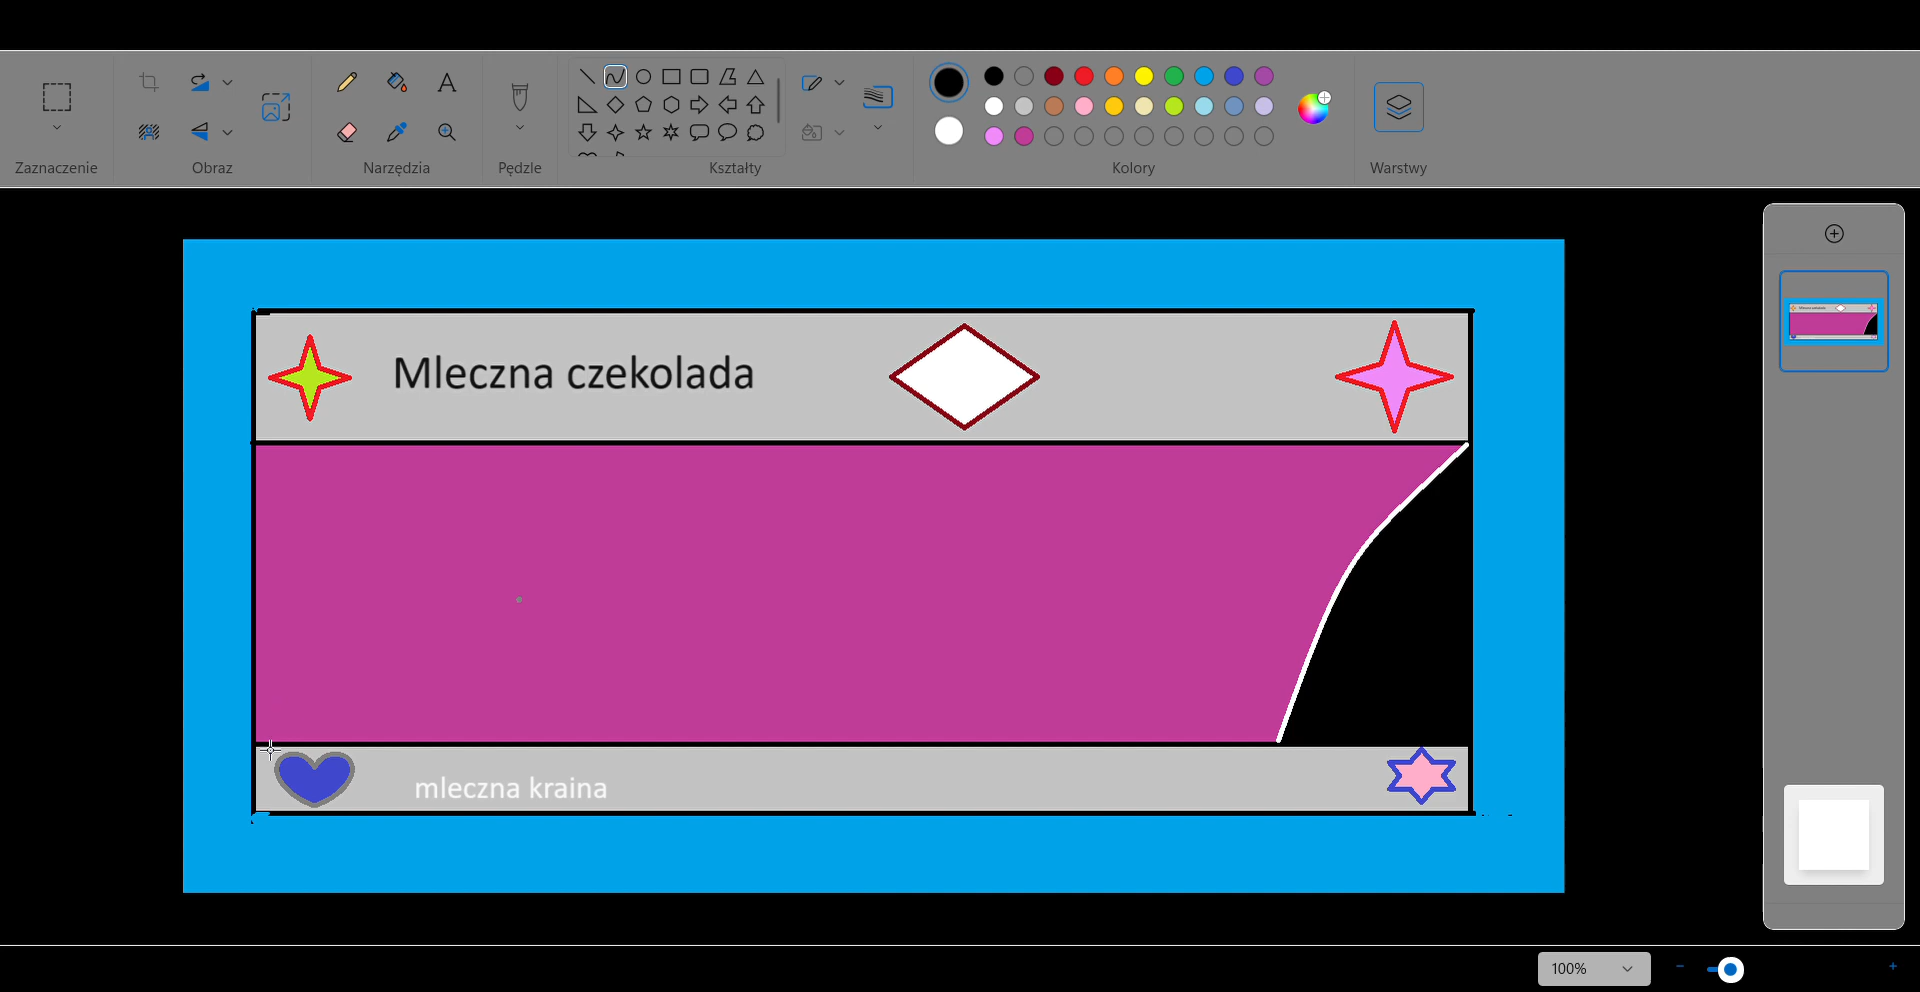 Zaznaczenie
Obraz
Narzędzia
Pędzle
Kształty
Kolory
Warstwy
Mleczna czekolada
mleczna kraina
100%